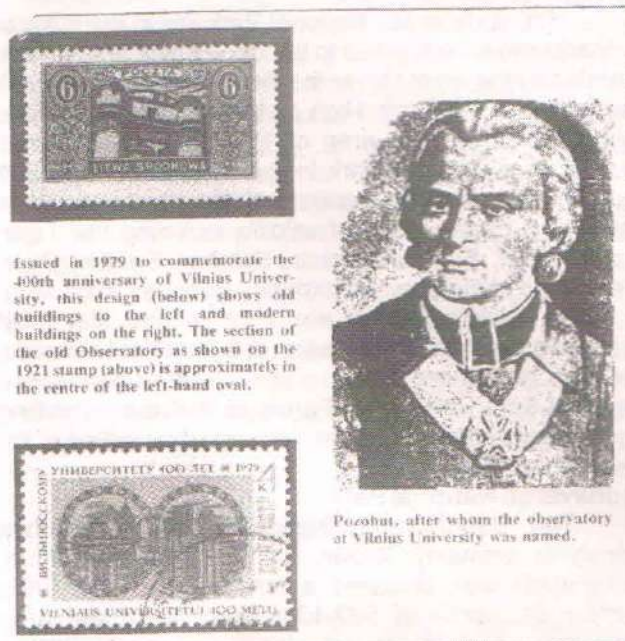 6 POCZTA 6
LITWA ŚRODKOWA
Issued in 1979 to commemorate the
400th anniversary of Vilnius Univer-
sity, this design (below) shows old
buildings to the left and modern
buildings on the right. The section of
the old Observatory as shown on the
1921 stamp (above) is approximately in
the centre of the left-hand oval.
ВИЛЬНЮССКОМУ УНИВЕРСИТЕТУ 400 ЛЕТ 1979
VILNIAUS UNIVERSITETUI 400 METŲ
Pozobut, after whom the observatory
at Vilnius University was named.